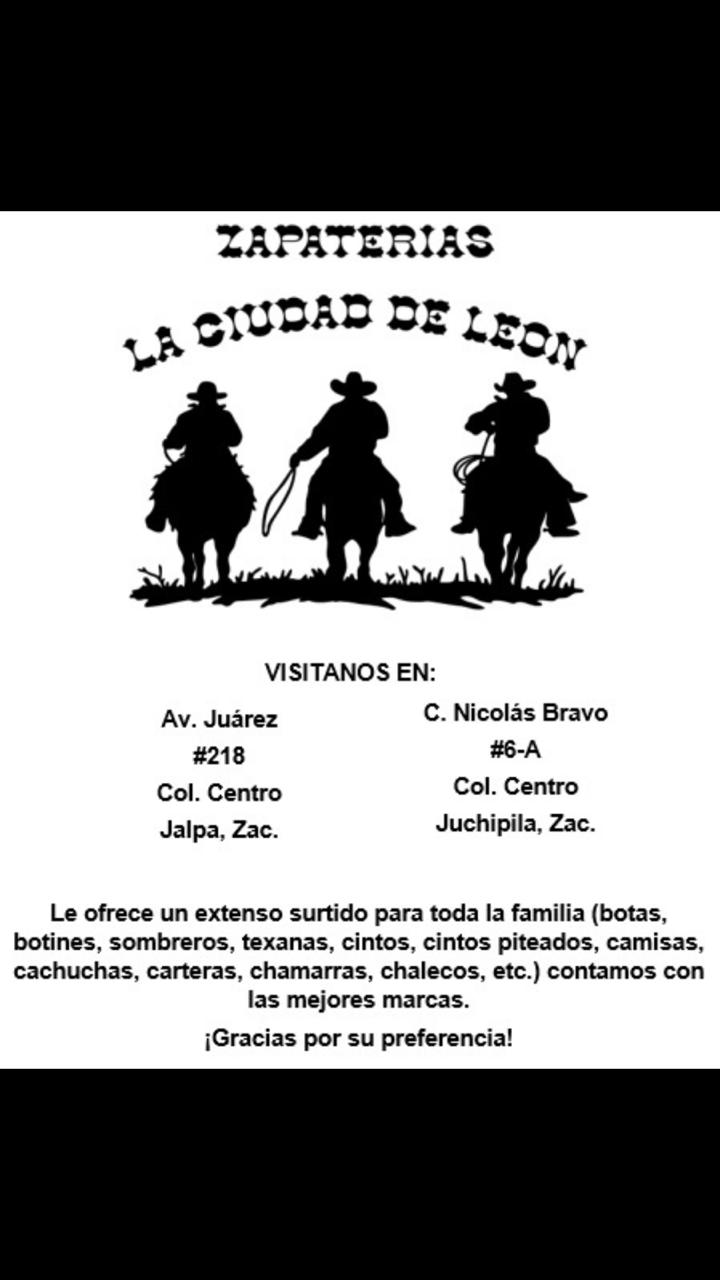 ZAPATERIAS
LA CIUDAD DE LEON
VISITANOS EN:
Av. Juárez
#218
Col. Centro
Jalpa, Zac.
C. Nicolás Bravo
#6-A
Col. Centro
Juchipila, Zac.
Le ofrece un extenso surtido para toda la familia (botas,
botines, sombreros, texanas, cintos, cintos piteados, camisas,
cachuchas, carteras, chamarras, chalecos, etc.) contamos con
las mejores marcas.
¡Gracias por su preferencia!